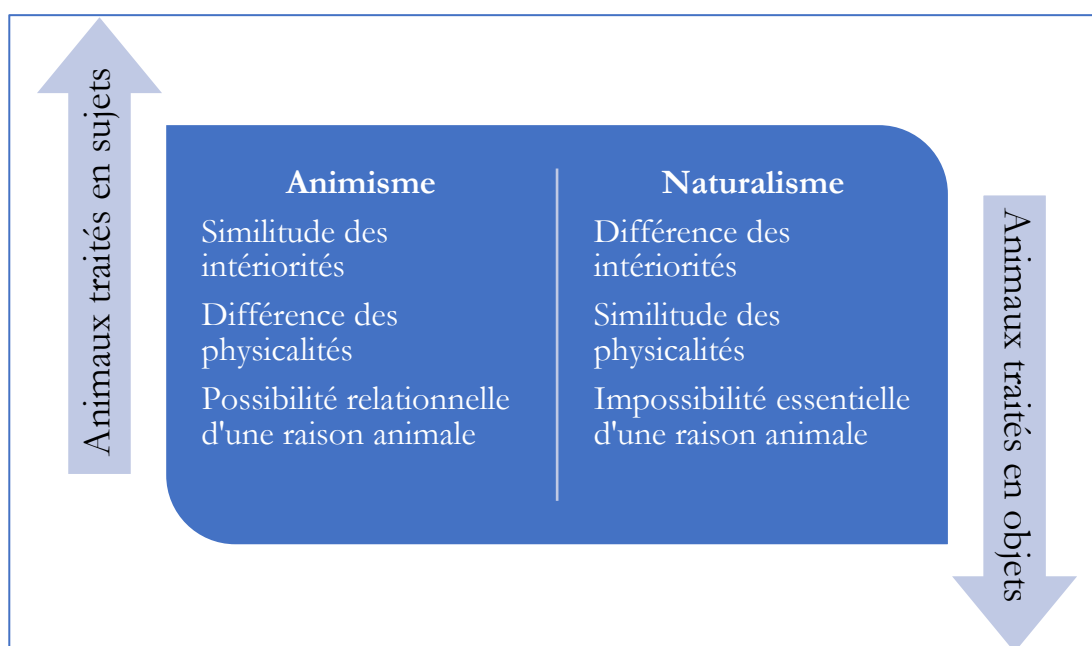 Animaux traités en sujets
Animisme
Similitude des
intériorités
Différence des
physicalités
Possibilité relationnelle
d'une raison animale
Naturalisme
Différence des
intériorités
Similitude des
physicalités
Impossibilité essentielle
d'une raison animale
Animaux traités en objets